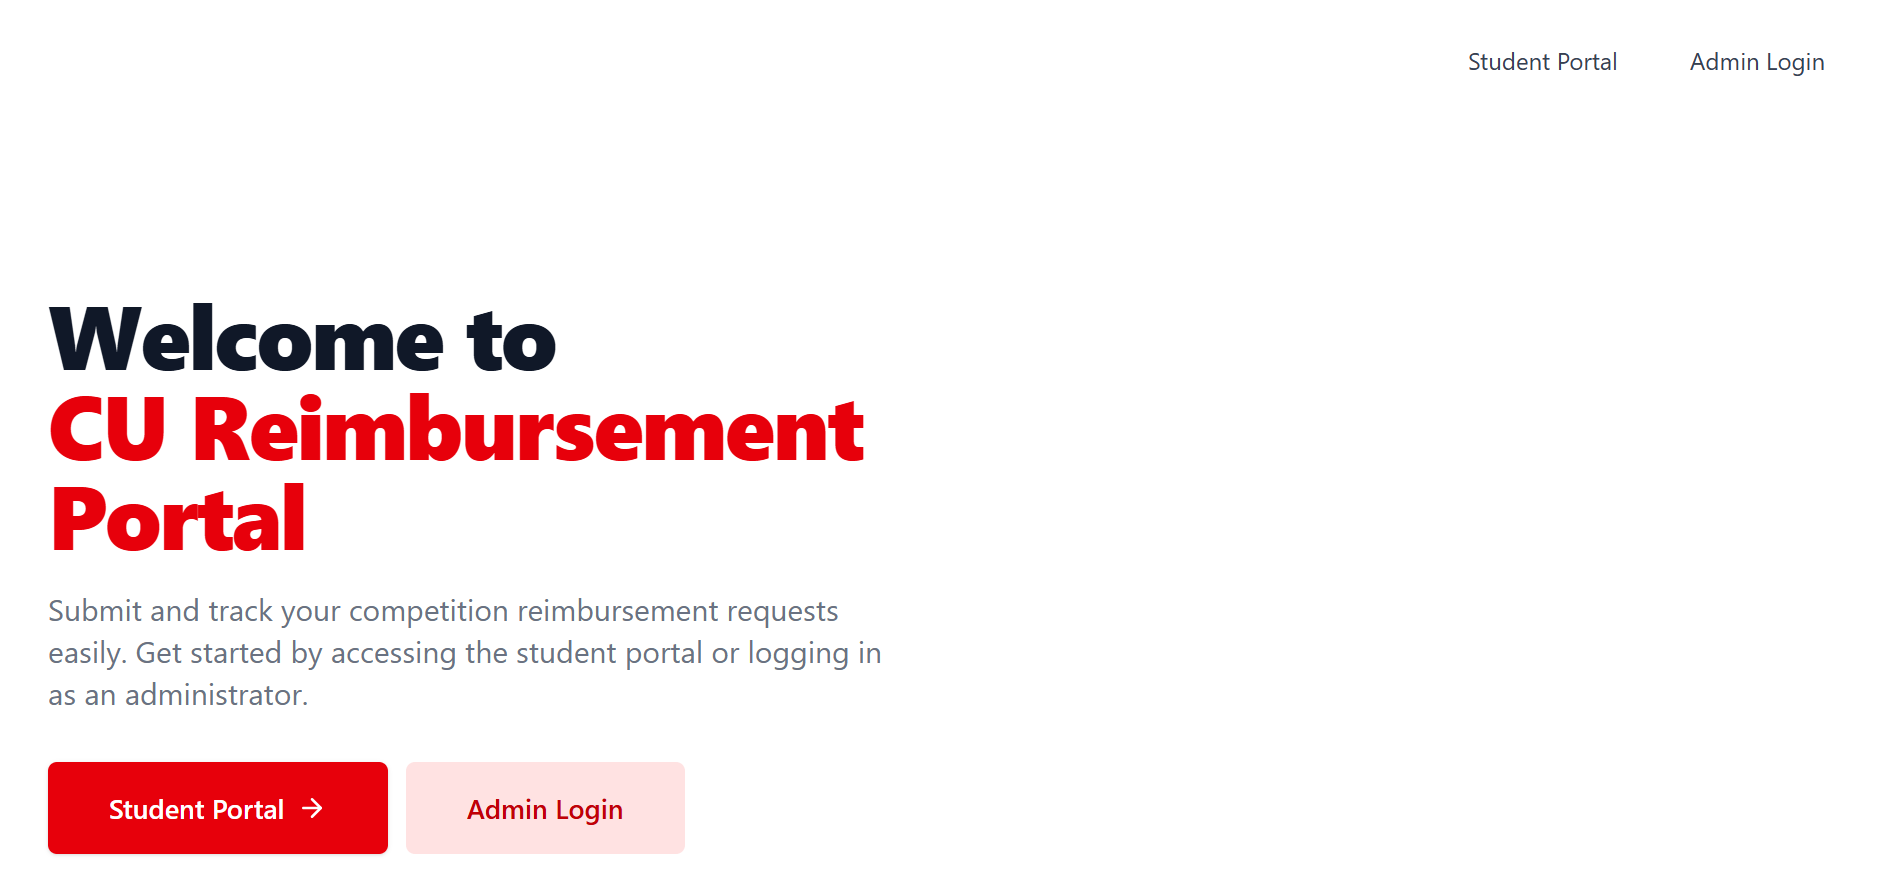 Student Portal Admin Login
Welcome to
CU Reimbursement
Portal
Submit and track your competition reimbursement requests
easily. Get started by accessing the student portal or logging in
as an administrator.
Student Portal → Admin Login